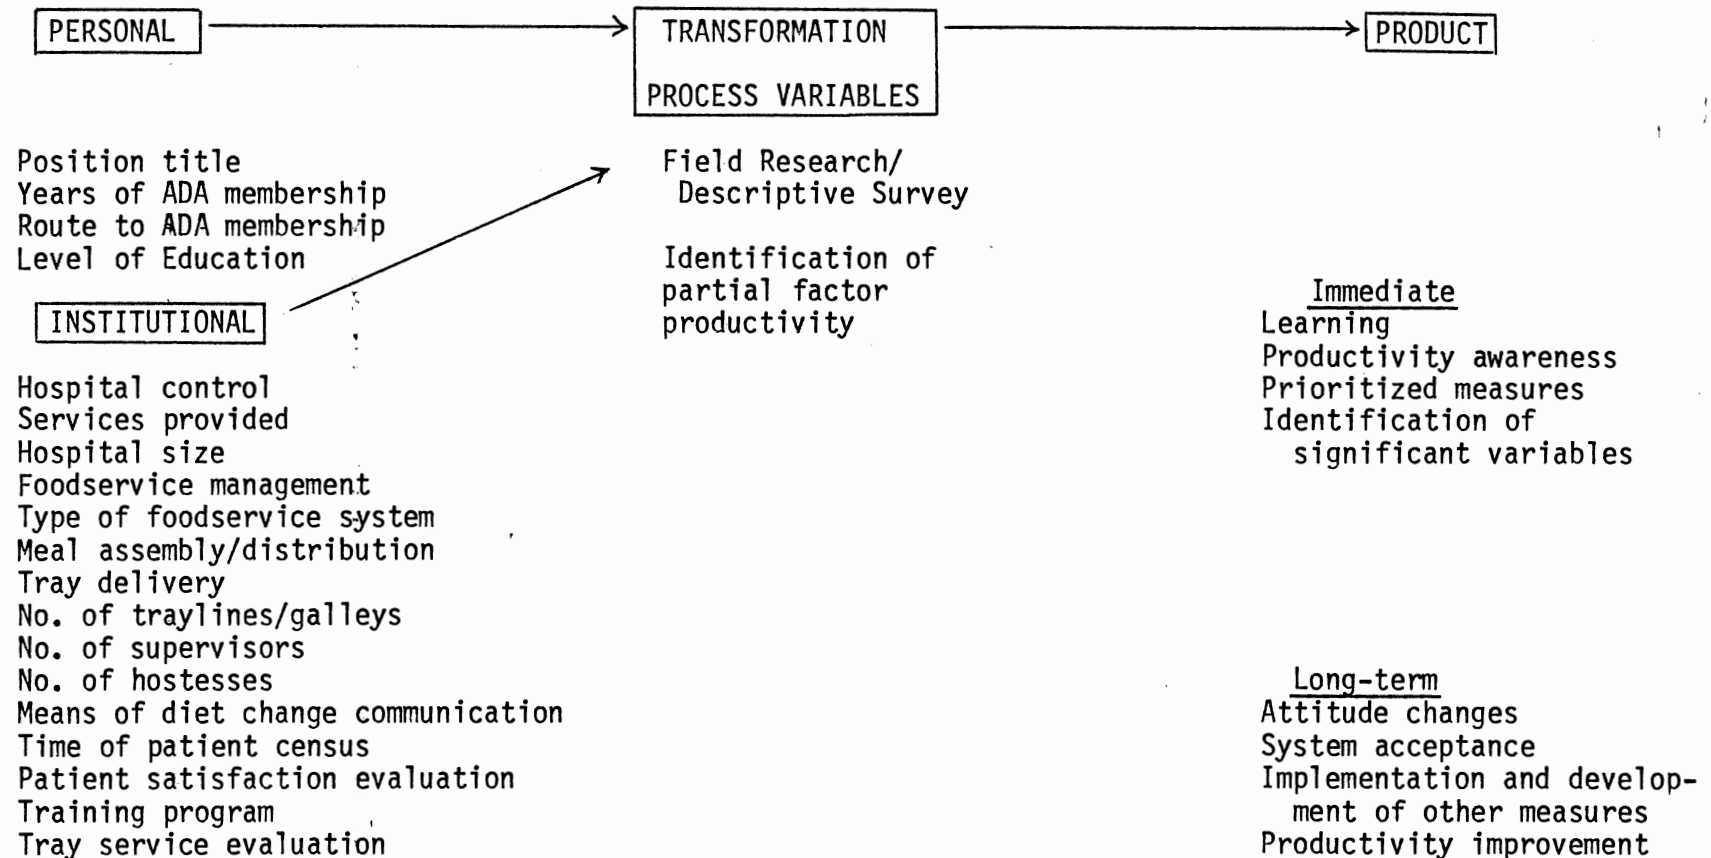 PERSONAL
Position title
Years of ADA membership
Route to ADA membership
Level of Education
INSTITUTIONAL
Hospital control
Services provided
Hospital size
Foodservice management
Type of foodservice system
Meal assembly/distribution
Tray delivery
No. of traylines/galleys
No. of supervisors
No. of hostesses
Means of diet change communication
Time of patient census
Patient satisfaction evaluation
Training program
Tray service evaluation
TRANSFORMATION
PROCESS VARIABLES
Field Research/
Descriptive Survey
Identification of
partial factor
productivity
PRODUCT
Immediate
Learning
Productivity awareness
Prioritized measures
Identification of
significant variables
Long-term
Attitude changes
System acceptance
Implementation and develop-
ment of other measures
Productivity improvement